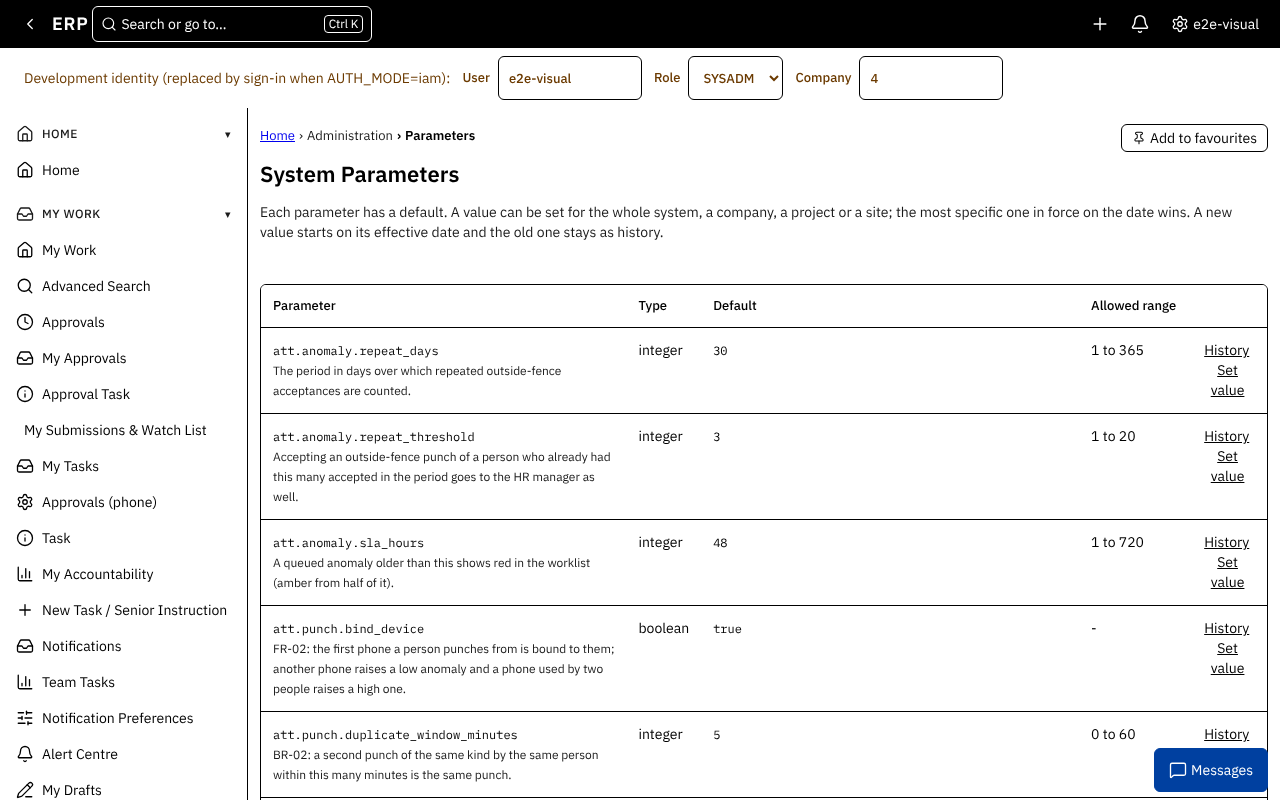 ERP
Search or go to...
Ctrl K
e2e-visual
Development identity (replaced by sign-in when AUTH_MODE=iam):
User
e2e-visual
Role
SYSADM
Company
4
HOME
Home
MY WORK
My Work
Advanced Search
Approvals
My Approvals
Approval Task
My Submissions & Watch List
My Tasks
Approvals (phone)
Task
My Accountability
New Task / Senior Instruction
Notifications
Team Tasks
Notification Preferences
Alert Centre
My Drafts
Home › Administration › Parameters
Add to favourites
System Parameters
Each parameter has a default. A value can be set for the whole system, a company, a project or a site; the most specific one in force on the date wins. A new
value starts on its effective date and the old one stays as history.
Parameter Type Default Allowed range
att.anomaly.repeat_days integer 30 1 to 365 History
The period in days over which repeated outside-fence Set
acceptances are counted. value
att.anomaly.repeat_threshold integer 3 1 to 20 History
Accepting an outside-fence punch of a person who already had Set
this many accepted in the period goes to the HR manager as value
well.
att.anomaly.sla_hours integer 48 1 to 720 History
A queued anomaly older than this shows red in the worklist Set
(amber from half of it). value
att.punch.bind_device boolean true - History
FR-02: the first phone a person punches from is bound to them; Set
another phone raises a low anomaly and a phone used by two value
people raises a high one.
att.punch.duplicate_window_minutes integer 5 0 to 60 History
BR-02: a second punch of the same kind by the same person
within this many minutes is the same punch.
Messages